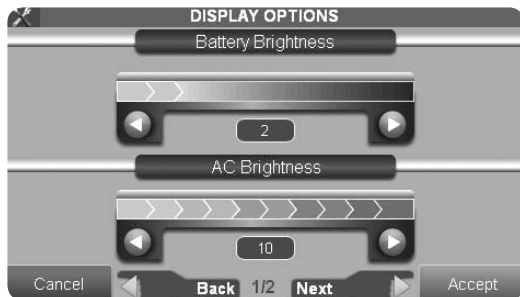 DISPLAY OPTIONS
Battery Brightness
2
AC Brightness
10
Cancel Back 1/2 Next Accept